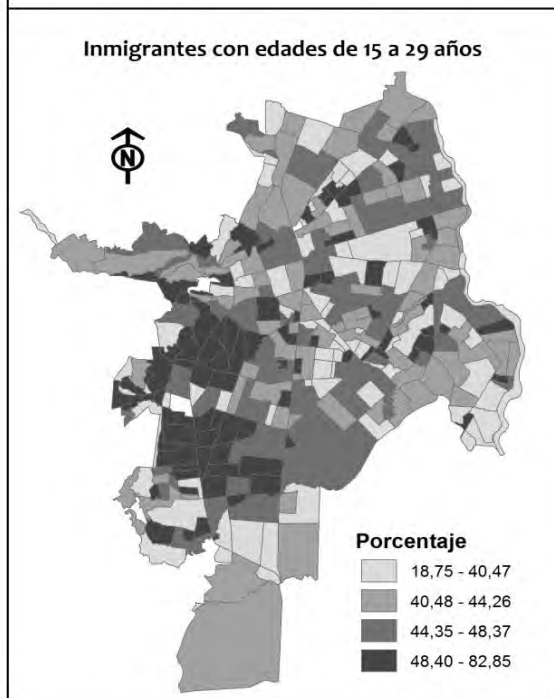 Inmigrantes con edades de 15 a 29 años
N
Porcentaje
18,75 - 40,47
40,48 - 44,26
44,35 - 48,37
48,40 - 82,85